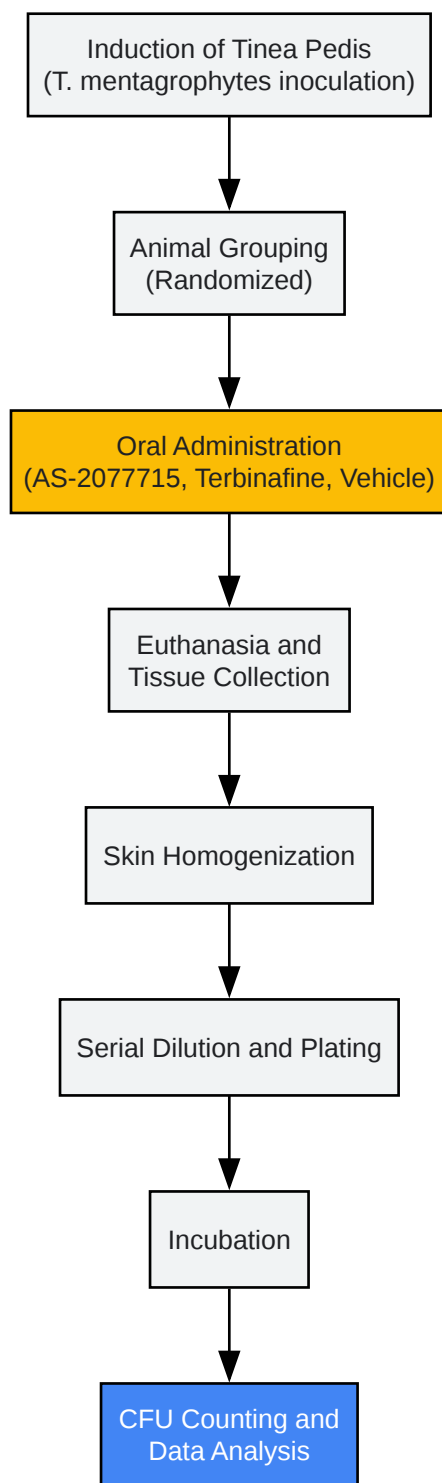 Induction of Tinea Pedis
(T. mentagrophytes inoculation)
Animal Grouping
(Randomized)
Oral Administration
(AS-2077715, Terbinafine, Vehicle)
Euthanasia and
Tissue Collection
Skin Homogenization
Serial Dilution and Plating
Incubation
CFU Counting and
Data Analysis